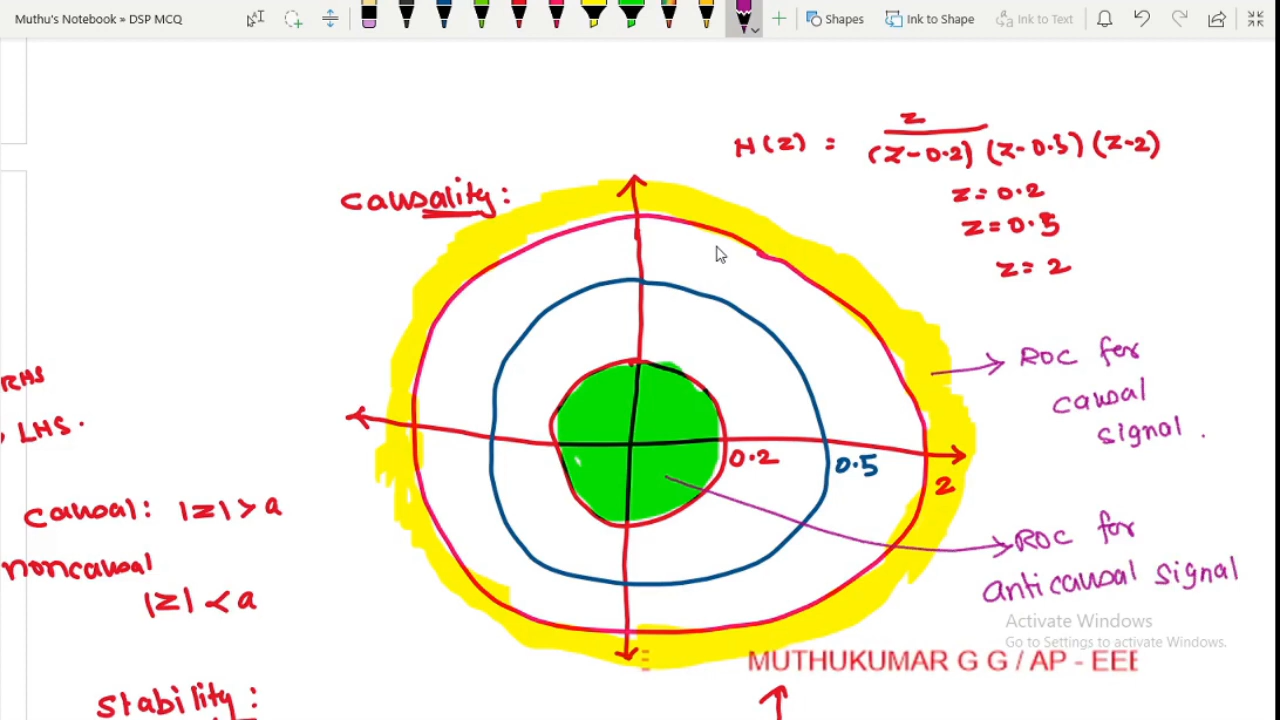 Muthu's Notebook » DSP MCQ
Shapes
Ink to Shape
Ink to Text
H(z) = z
(z-0.2) (z-0.5) (z-2)
z=0.2
z=0.5
z=2
Causality:
ROC for
causal
signal.
RHS
LHS.
0.2
0.5
2
Causal: |z| > a
noncausal
|z| < a
ROC for
anticausal signal
Activate Windows
Go to Settings to activate Windows.
MUTHUKUMAR G G / AP - EEE
Stability: